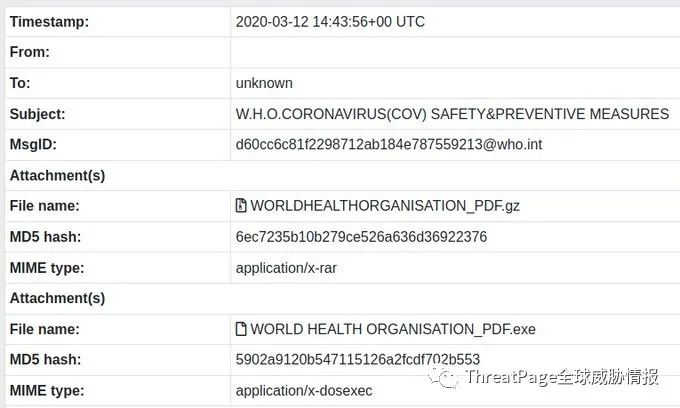 Timestamp: 2020-03-12 14:43:56+00 UTC
From:
To: unknown
Subject: W.H.O.CORONAVIRUS(COV) SAFETY&PREVENTIVE MEASURES
MsgID: d60cc6c81f2298712ab184e787559213@who.int
Attachment(s)
File name: WORLDHEALTHORGANISATION_PDF.gz
MD5 hash: 6ec7235b10b279ce526a636d36922376
MIME type: application/x-rar
Attachment(s)
File name: WORLD HEALTH ORGANISATION_PDF.exe
MD5 hash: 5902a9120b547115126a2fcdf702b553
MIME type: application/x-dosexec
ThreatPage全球威胁情报